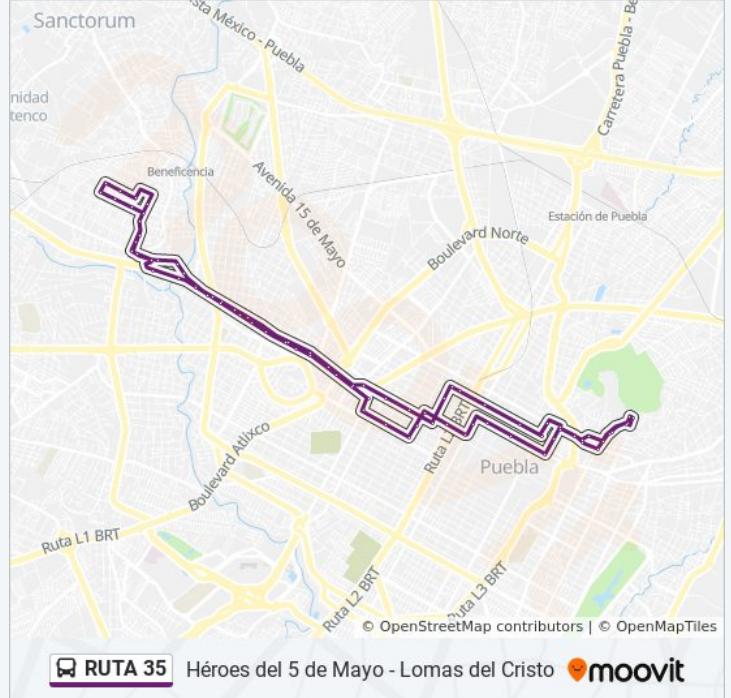 Sanctorum
sta México - Puebla
Carretera Puebla - Be
nidad
tenco
Beneficencia
Avenida 15 de Mayo
Estación de Puebla
Boulevard Norte
Boulevard Atlixco
BRT
Ruta L
Puebla
Ruta L1 BRT
Ruta L2 BRT
uta L3 BRT
© OpenStreetMap contributors | © OpenMapTiles
RUTA 35 Héroes del 5 de Mayo - Lomas del Cristo moovit